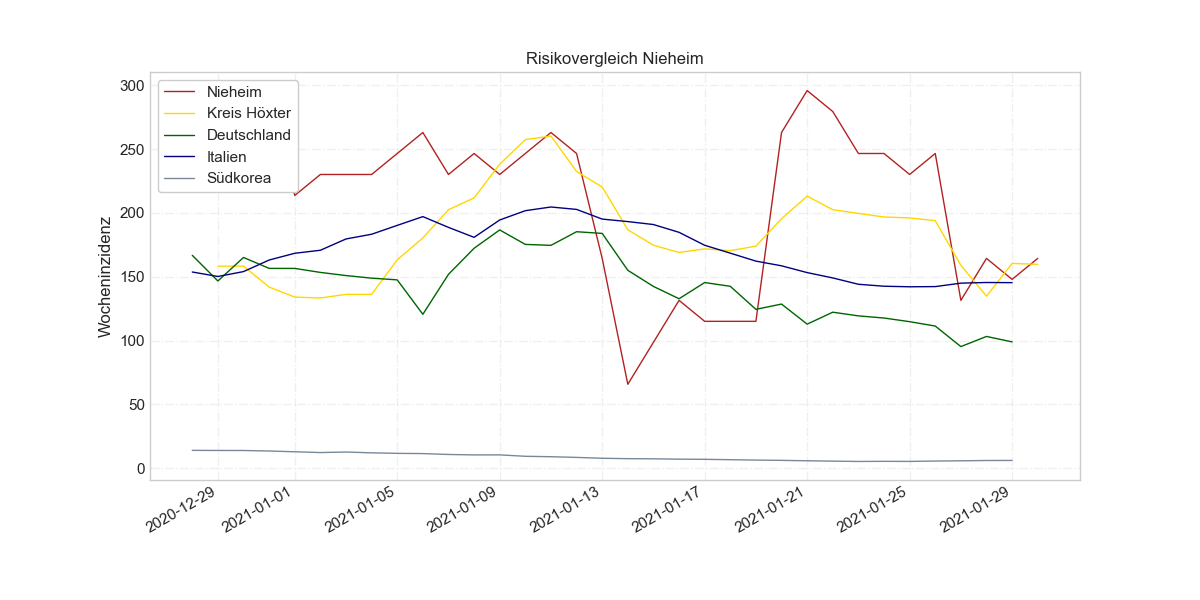 Risikovergleich Nieheim
Nieheim
Kreis Höxter
Deutschland
Italien
Südkorea
Wocheninzidenz
300
250
200
150
100
50
0
2020-12-29
2021-01-01
2021-01-05
2021-01-09
2021-01-13
2021-01-17
2021-01-21
2021-01-25
2021-01-29